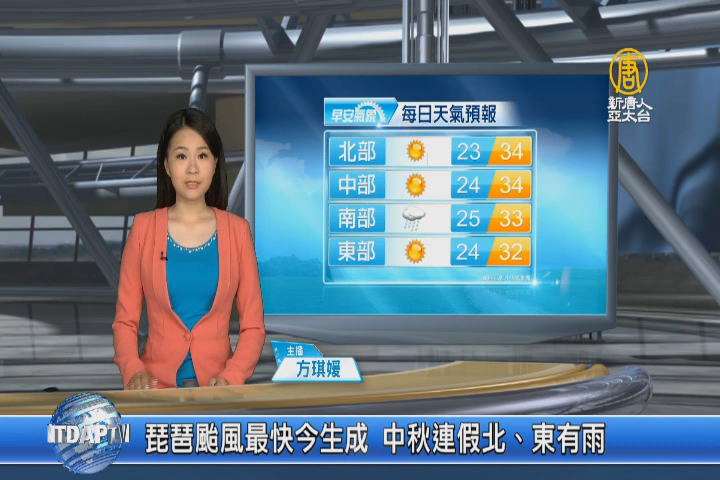 唐
新唐人
亞太台
早安氣象 每日天氣預報
北部 23 34
中部 24 34
南部 25 33
東部 24 32
主播
方琪媛
NTDAPTV
琵琶颱風最快今生成 中秋連假北、東有雨